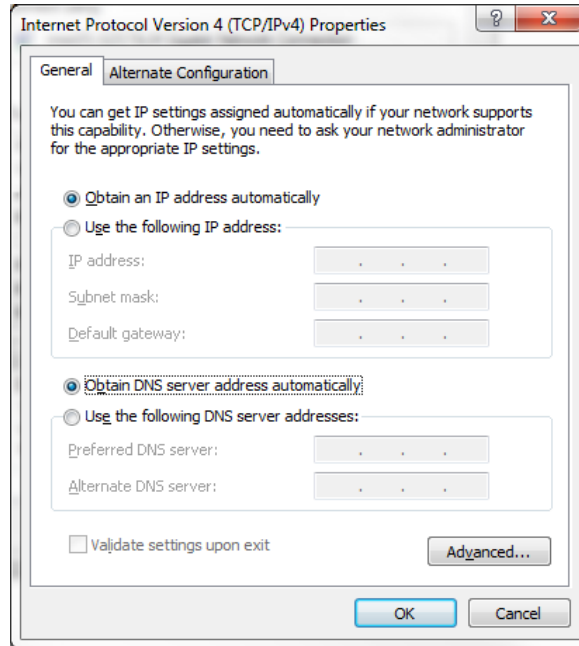 Internet Protocol Version 4 (TCP/IPv4) Properties
?
General
Alternate Configuration
You can get IP settings assigned automatically if your network supports
this capability. Otherwise, you need to ask your network administrator
for the appropriate IP settings.
Obtain an IP address automatically
Use the following IP address:
IP address:
. . .
Subnet mask:
. . .
Default gateway:
. . .
Obtain DNS server address automatically
Use the following DNS server addresses:
Preferred DNS server:
. . .
Alternate DNS server:
. . .
Validate settings upon exit
Advanced...
OK
Cancel